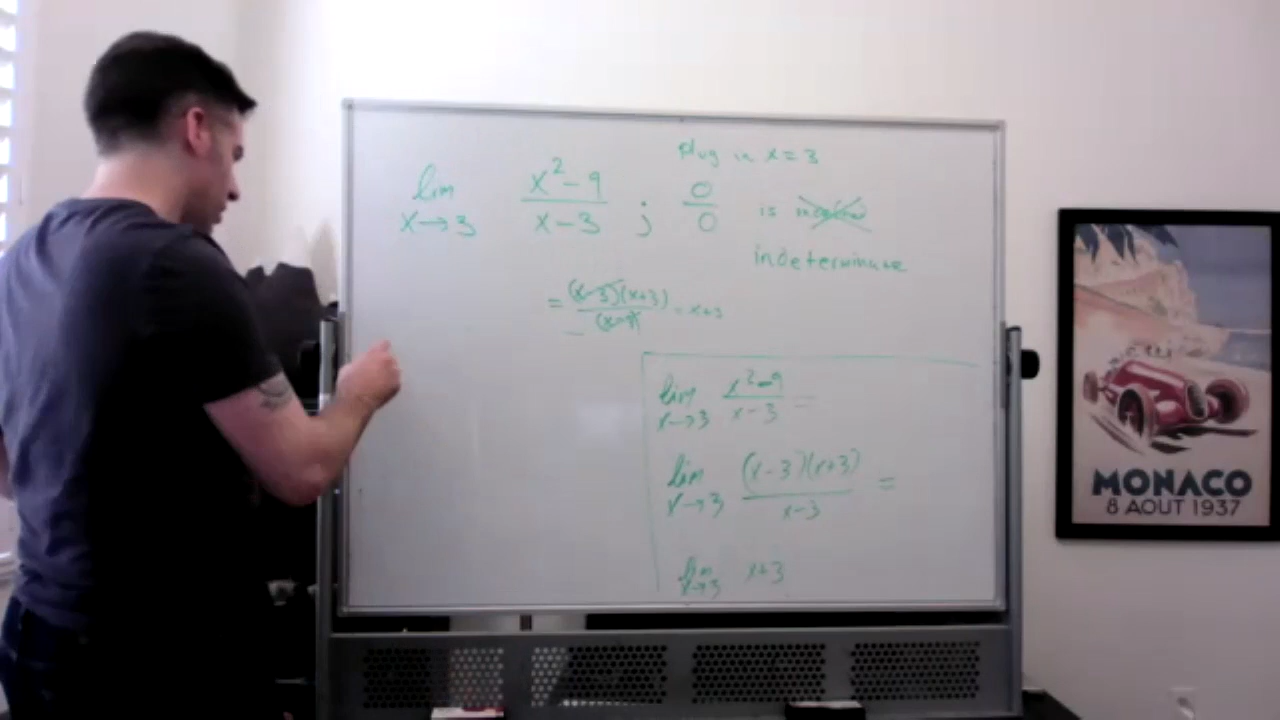 plug in x = 3
lim x→3 x²-9 / x-3 ; 0/0 is
indeterminate
= (x-3)(x+3) / (x-3) = x+3
lim x→3 x²-9 / x-3 =
lim x→3 (x-3)(x+3) / x-3 =
lim x→3 x+3
MONACO
8 AOUT 1937